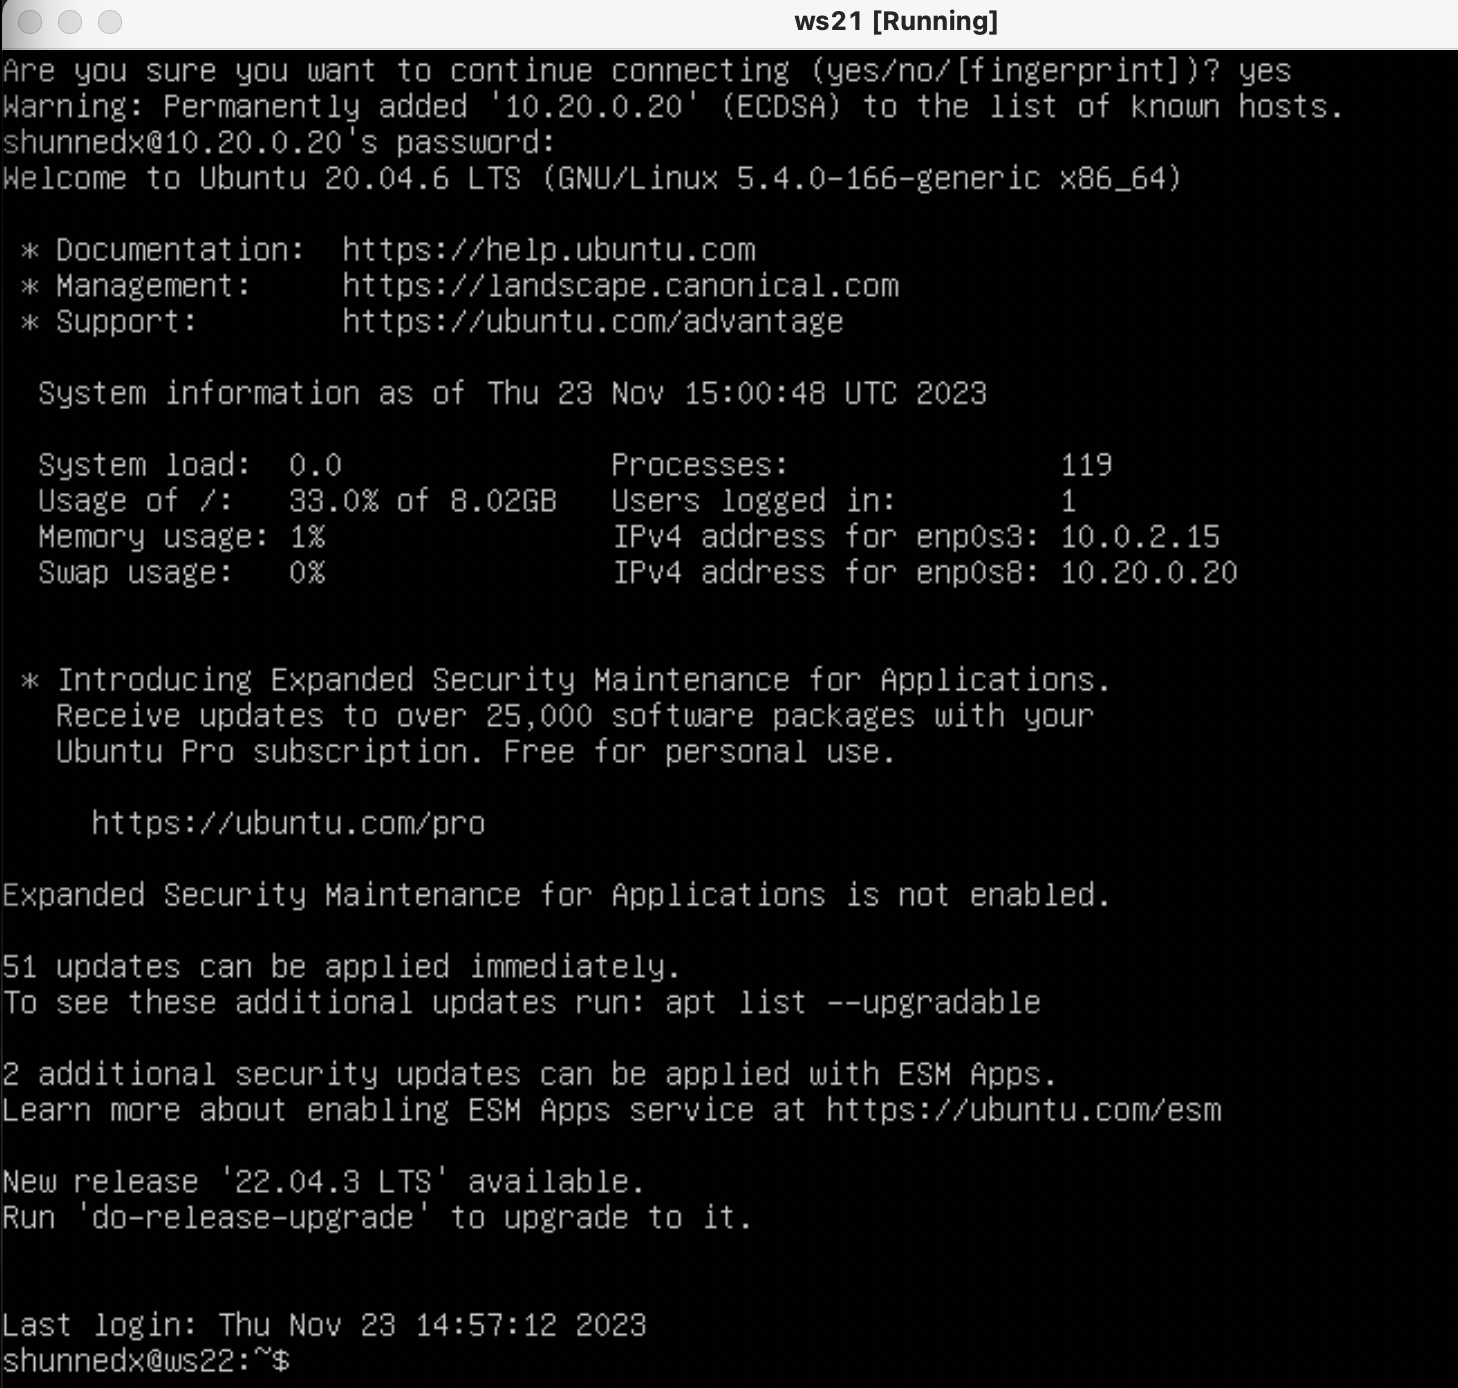 ws21 [Running]
Are you sure you want to continue connecting (yes/no/[fingerprint])? yes
Warning: Permanently added '10.20.0.20' (ECDSA) to the list of known hosts.
shunnedx@10.20.0.20's password:
Welcome to Ubuntu 20.04.6 LTS (GNU/Linux 5.4.0-166-generic x86_64)
 * Documentation:  https://help.ubuntu.com
 * Management:     https://landscape.canonical.com
 * Support:        https://ubuntu.com/advantage
  System information as of Thu 23 Nov 15:00:48 UTC 2023
  System load:  0.0               Processes:               119
  Usage of /:   33.0% of 8.02GB   Users logged in:         1
  Memory usage: 1%                IPv4 address for enp0s3: 10.0.2.15
  Swap usage:   0%                IPv4 address for enp0s8: 10.20.0.20
 * Introducing Expanded Security Maintenance for Applications.
   Receive updates to over 25,000 software packages with your
   Ubuntu Pro subscription. Free for personal use.
     https://ubuntu.com/pro
Expanded Security Maintenance for Applications is not enabled.
51 updates can be applied immediately.
To see these additional updates run: apt list --upgradable
2 additional security updates can be applied with ESM Apps.
Learn more about enabling ESM Apps service at https://ubuntu.com/esm
New release '22.04.3 LTS' available.
Run 'do-release-upgrade' to upgrade to it.
Last login: Thu Nov 23 14:57:12 2023
shunnedx@ws22:~$